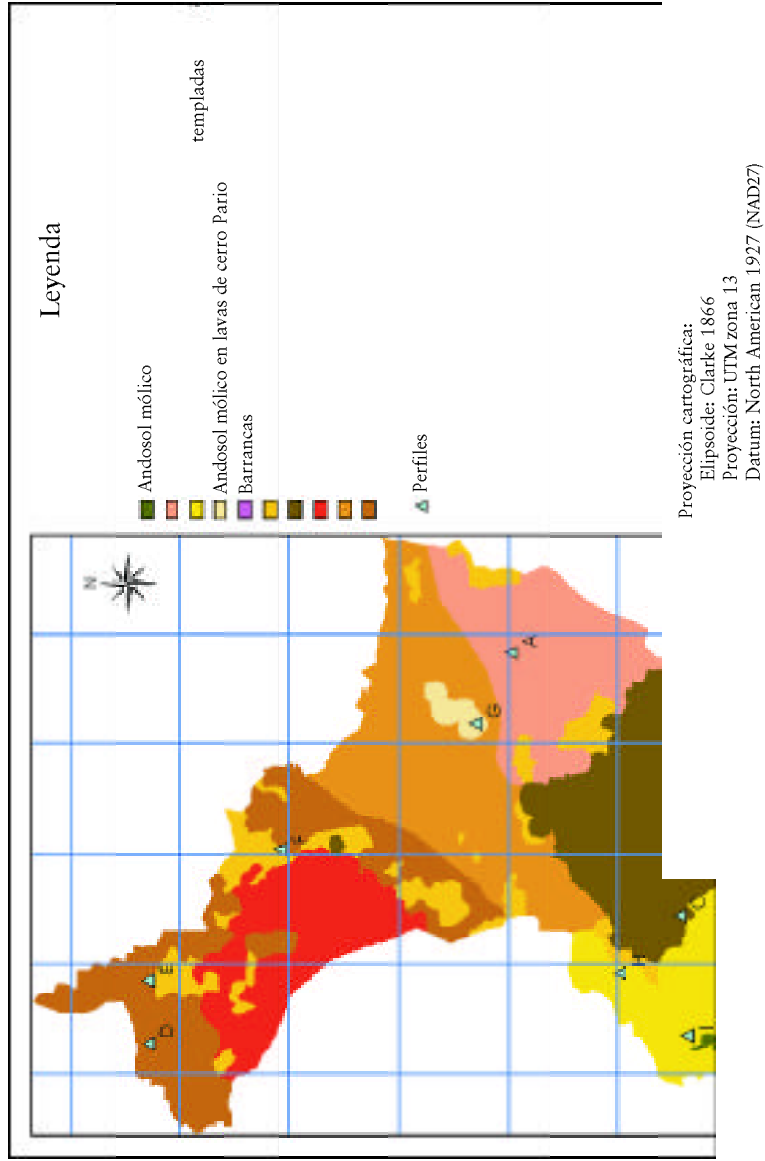 Leyenda
Andosol mólico
templadas
Andosol mólico en lavas de cerro Pario
Barrancas
Perfiles
Proyección cartográfica:
Elipsoide: Clarke 1866
Proyección: UTM zona 13
Datum: North American 1927 (NAD27)
N
D
E
F
G
A
H
C
I